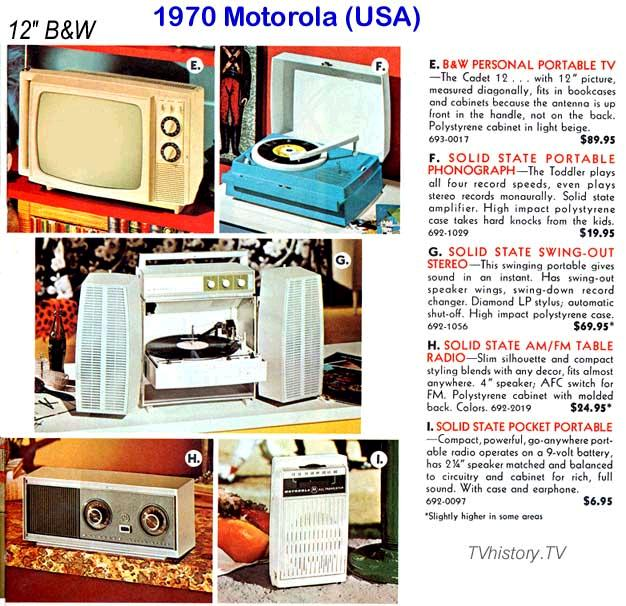 1970 Motorola (USA)
12" B&W
E.
F.
G.
H.
I.
MOTOROLA
E. B&W PERSONAL PORTABLE TV
—The Cadet 12 . . . with 12" picture,
measured diagonally, fits in bookcases
and cabinets because the antenna is up
front in the handle, not on the back.
Polystyrene cabinet in light beige.
693-0017 $89.95
F. SOLID STATE PORTABLE
PHONOGRAPH—The Toddler plays
all four record speeds, even plays
stereo records monaurally. Solid state
amplifier. High impact polystyrene
case takes hard knocks from the kids.
692-1029 $19.95
G. SOLID STATE SWING-OUT
STEREO—This swinging portable gives
sound in an instant. Has swing-out
speaker wings, swing-down record
changer. Diamond LP stylus; automatic
shut-off. High impact polystyrene case.
692-1056 $69.95*
H. SOLID STATE AM/FM TABLE
RADIO—Slim silhouette and compact
styling blends with any decor, fits almost
anywhere. 4" speaker; AFC switch for
FM. Polystyrene cabinet with molded
back. Colors. 692-2019 $24.95*
I. SOLID STATE POCKET PORTABLE
—Compact, powerful, go-anywhere port-
able radio operates on a 9-volt battery,
has 2¼" speaker matched and balanced
to circuitry and cabinet for rich, full
sound. With case and earphone.
692-0097 $6.95
*Slightly higher in some areas
TVhistory.TV